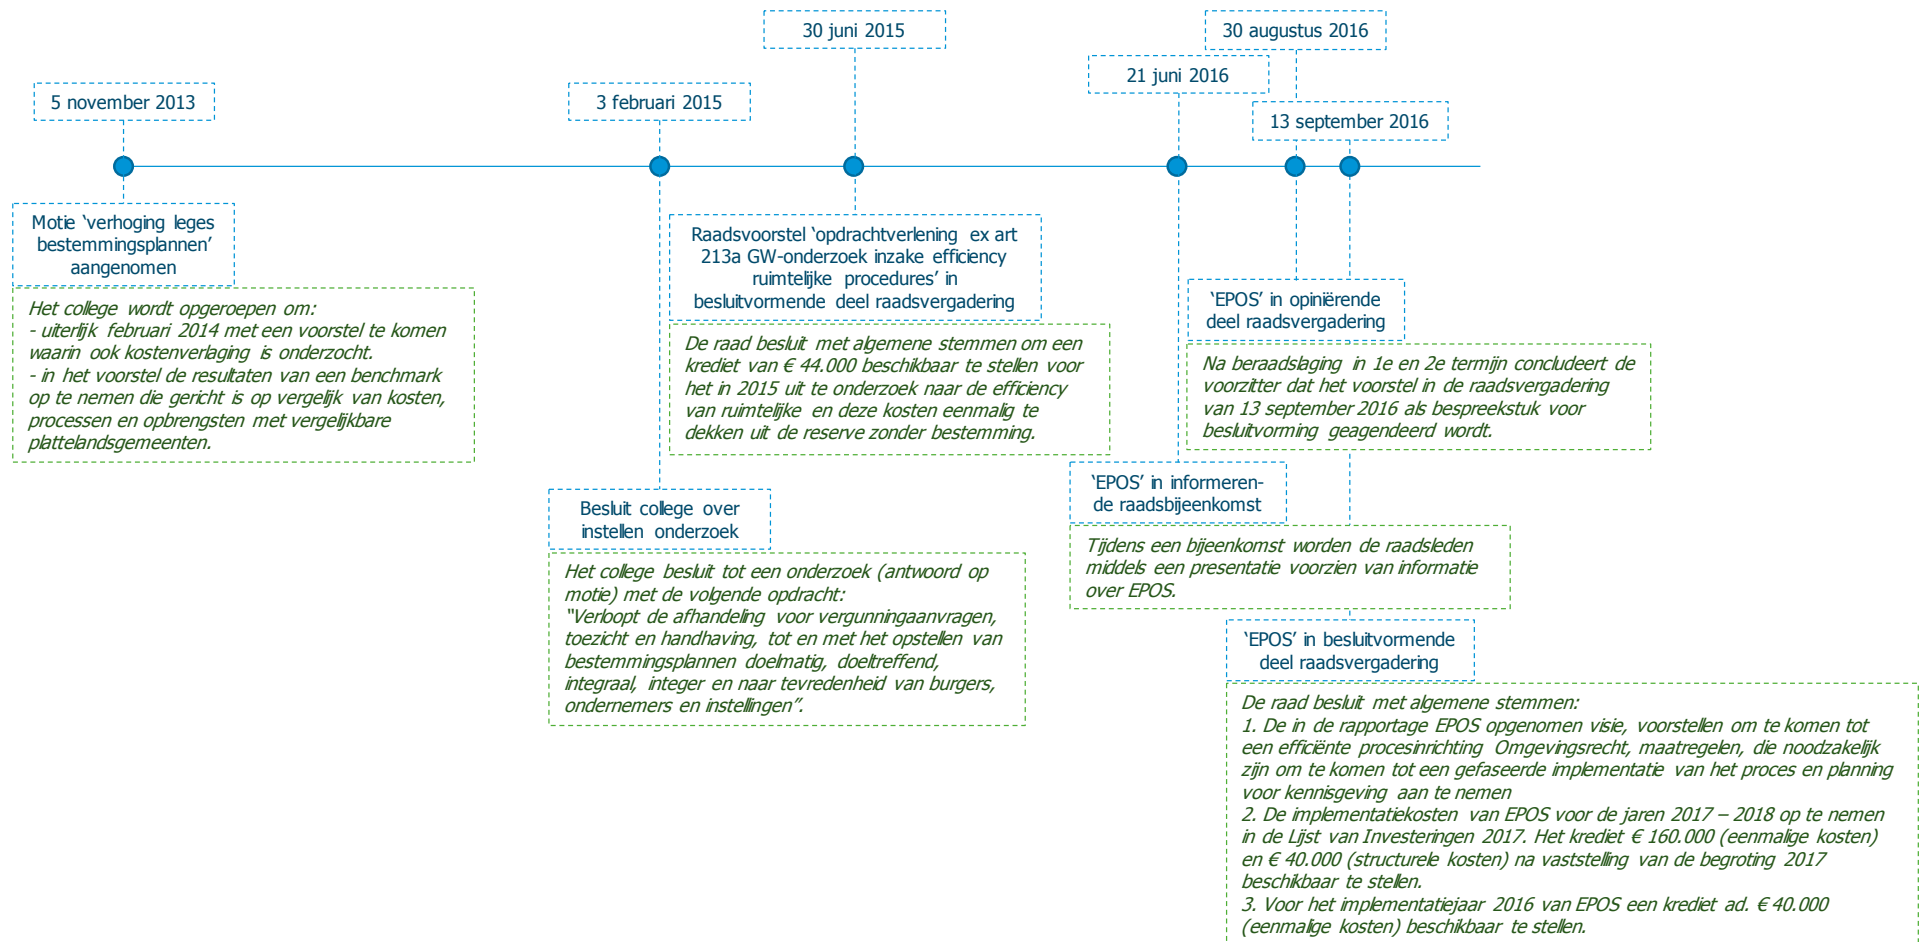 5 november 2013
3 februari 2015
30 juni 2015
21 juni 2016
30 augustus 2016
13 september 2016
Motie ‘verhoging leges
bestemmingsplannen’
aangenomen
Het college wordt opgeroepen om:
- uiterlijk februari 2014 met een voorstel te komen
waarin ook kostenverlaging is onderzocht.
- in het voorstel de resultaten van een benchmark
op te nemen die gericht is op vergelijk van kosten,
processen en opbrengsten met vergelijkbare
plattelandsgemeenten.
Besluit college over
instellen onderzoek
Het college besluit tot een onderzoek (antwoord op
motie) met de volgende opdracht:
“Verloopt de afhandeling voor vergunningaanvragen,
toezicht en handhaving, tot en met het opstellen van
bestemmingsplannen doelmatig, doeltreffend,
integraal, integer en naar tevredenheid van burgers,
ondernemers en instellingen”.
Raadsvoorstel ‘opdrachtverlening ex art
213a GW-onderzoek inzake efficiency
ruimtelijke procedures’ in
besluitvormende deel raadsvergadering
De raad besluit met algemene stemmen om een
krediet van € 44.000 beschikbaar te stellen voor
het in 2015 uit te onderzoek naar de efficiency
van ruimtelijke en deze kosten eenmalig te
dekken uit de reserve zonder bestemming.
‘EPOS’ in informeren-
de raadsbijeenkomst
Tijdens een bijeenkomst worden de raadsleden
middels een presentatie voorzien van informatie
over EPOS.
‘EPOS’ in opiniërende
deel raadsvergadering
Na beraadslaging in 1e en 2e termijn concludeert de
voorzitter dat het voorstel in de raadsvergadering
van 13 september 2016 als bespreekstuk voor
besluitvorming geagendeerd wordt.
‘EPOS’ in besluitvormende
deel raadsvergadering
De raad besluit met algemene stemmen:
1. De in de rapportage EPOS opgenomen visie, voorstellen om te komen tot
een efficiënte procesinrichting Omgevingsrecht, maatregelen, die noodzakelijk
zijn om te komen tot een gefaseerde implementatie van het proces en planning
voor kennisgeving aan te nemen
2. De implementatiekosten van EPOS voor de jaren 2017 – 2018 op te nemen
in de Lijst van Investeringen 2017. Het krediet € 160.000 (eenmalige kosten)
en € 40.000 (structurele kosten) na vaststelling van de begroting 2017
beschikbaar te stellen.
3. Voor het implementatiejaar 2016 van EPOS een krediet ad. € 40.000
(eenmalige kosten) beschikbaar te stellen.